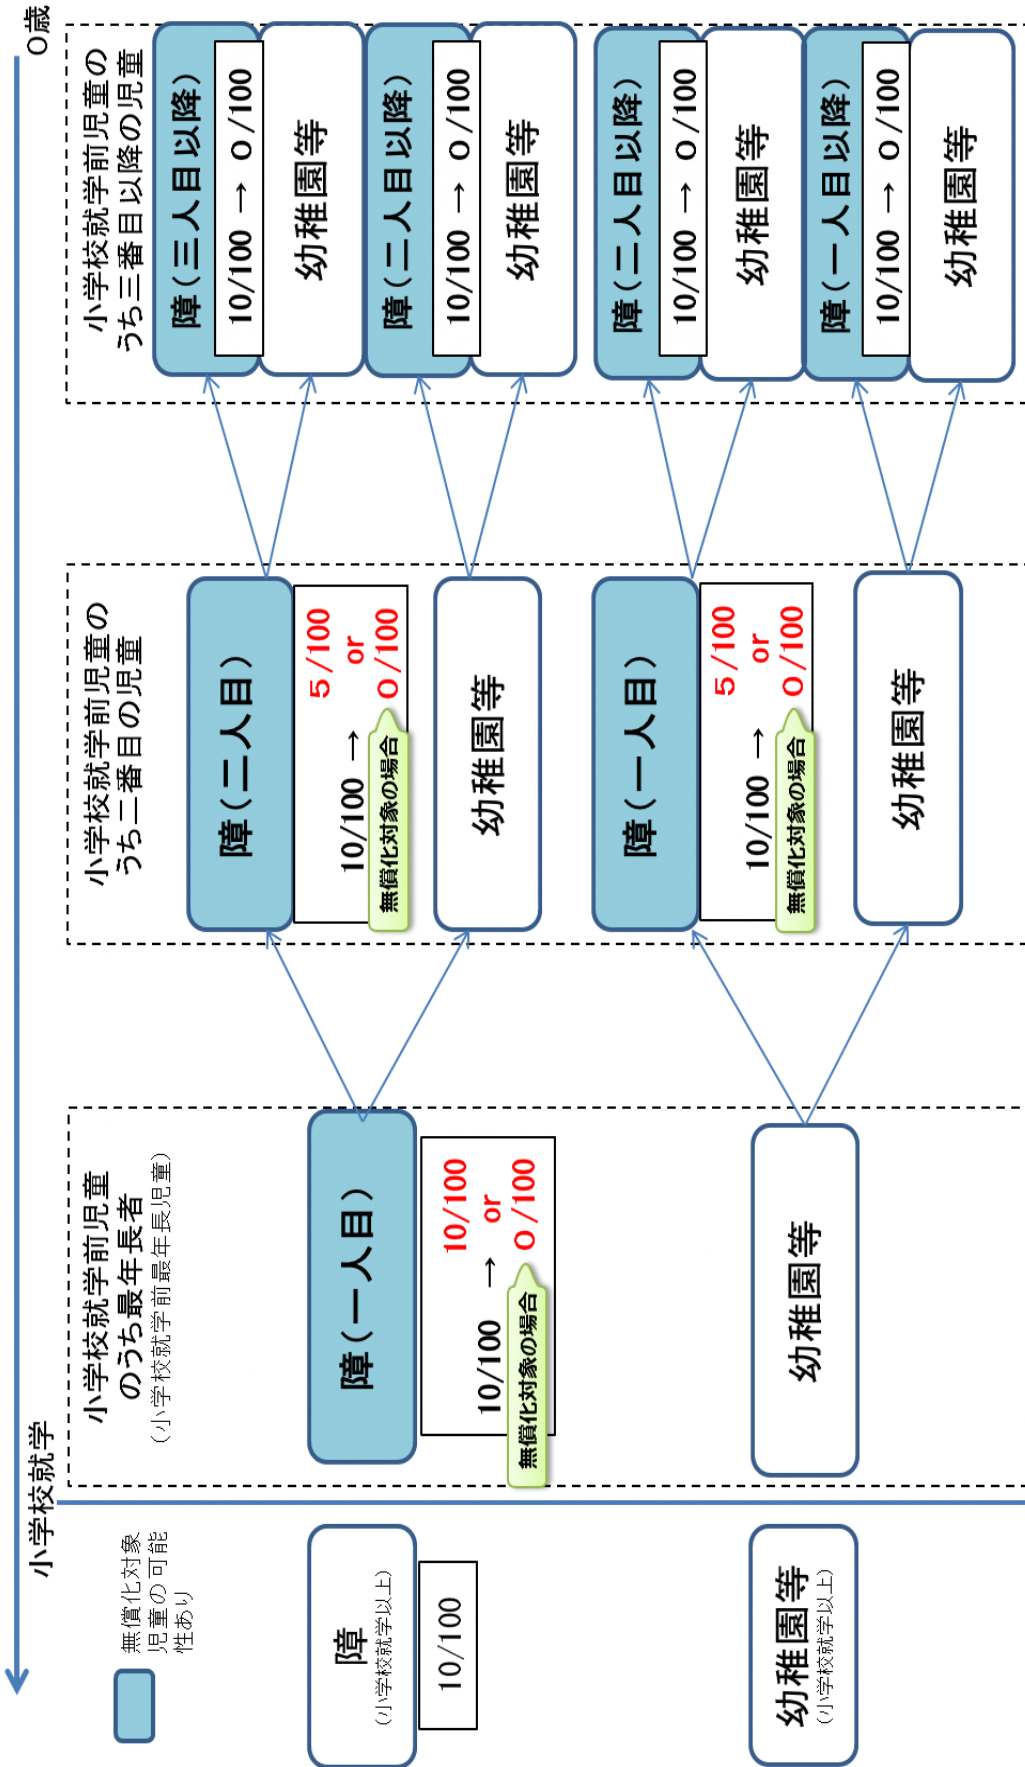 小学校就学
０歳
無償化対象
児童の可能
性あり
小学校就学前児童
のうち最年長者
（小学校就学前最年長児童）
小学校就学前児童の
うち二番目の児童
小学校就学前児童の
うち三番目以降の児童
障
（小学校就学以上）
10/100
幼稚園等
（小学校就学以上）
障（一人目）
10/100 →
10/100
or
０/100
無償化対象の場合
幼稚園等
障（二人目）
10/100 →
５/100
or
０/100
無償化対象の場合
幼稚園等
障（一人目）
10/100 →
５/100
or
０/100
無償化対象の場合
幼稚園等
障（三人目以降）
10/100 → ０/100
幼稚園等
障（二人目以降）
10/100 → ０/100
幼稚園等
障（二人目以降）
10/100 → ０/100
幼稚園等
障（一人目以降）
10/100 → ０/100
幼稚園等